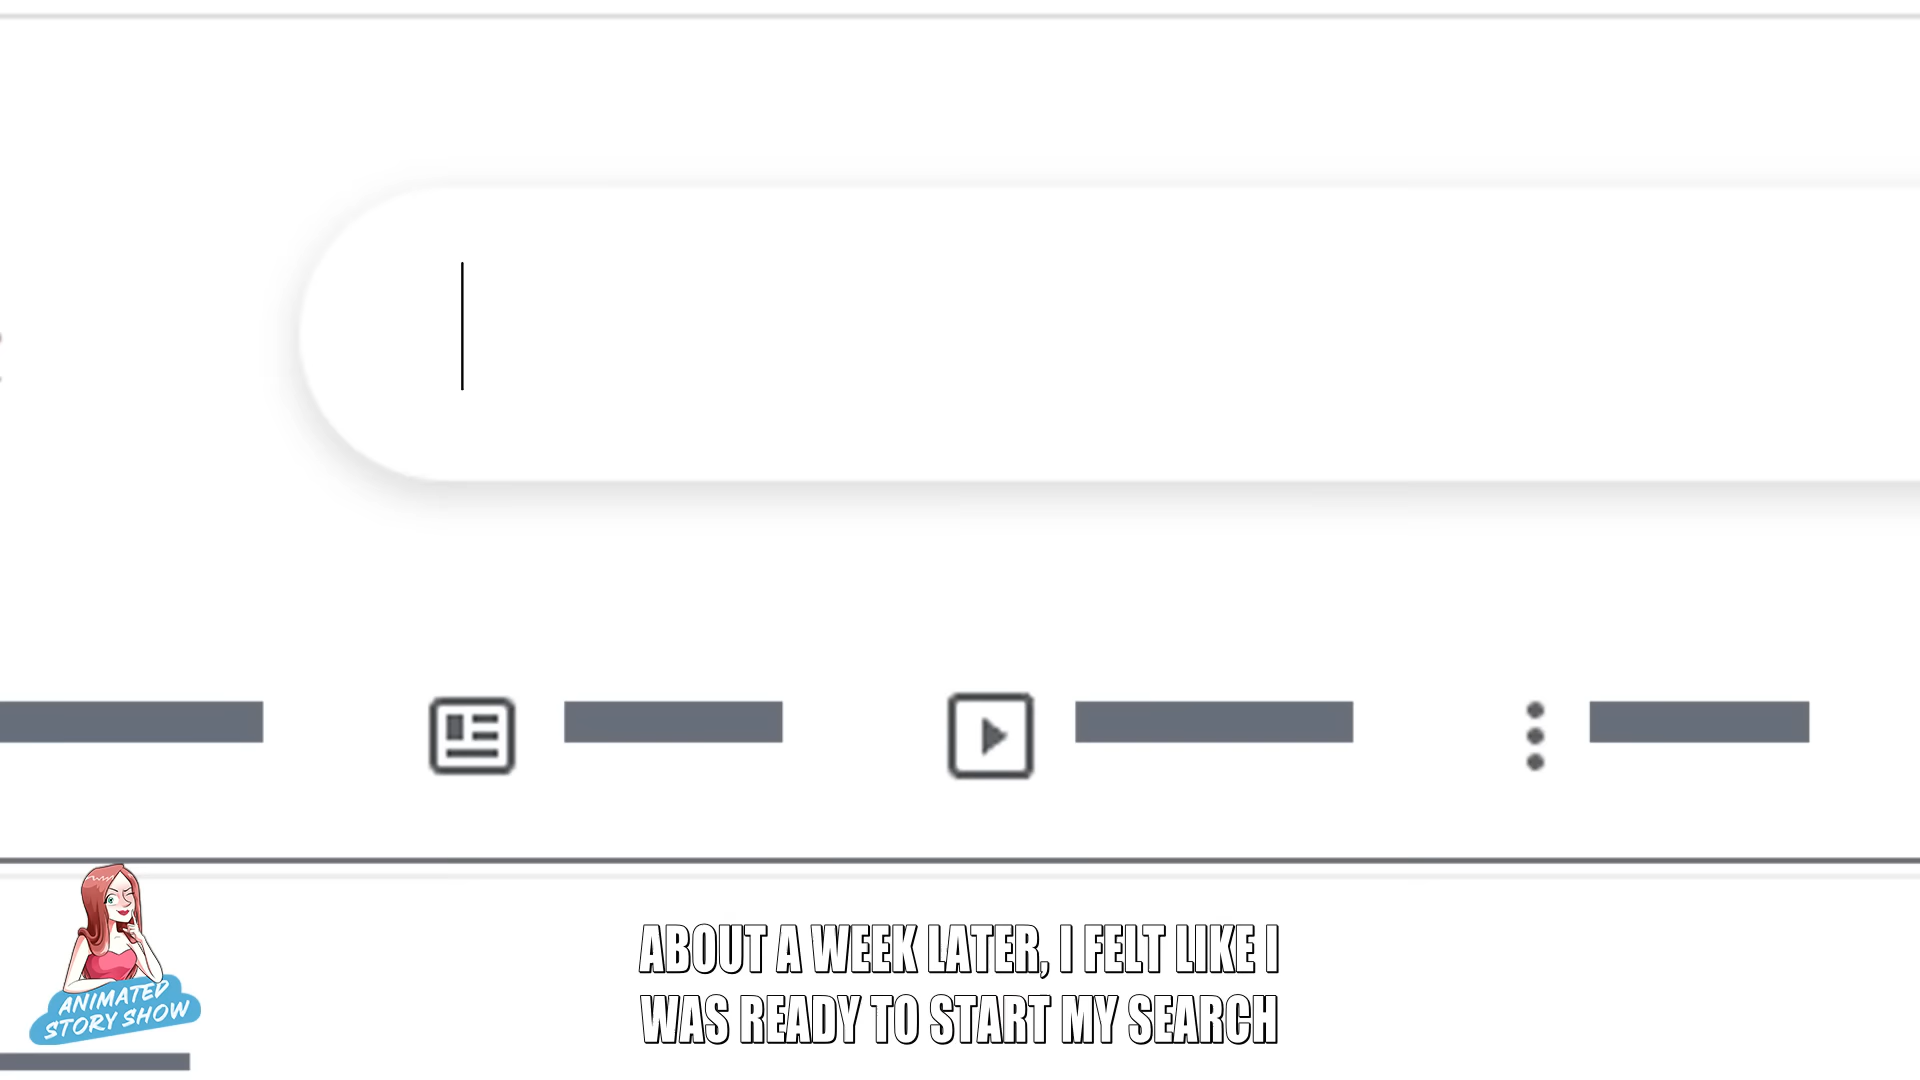 ANIMATED
STORY SHOW
ABOUT A WEEK LATER, I FELT LIKE I
WAS READY TO START MY SEARCH